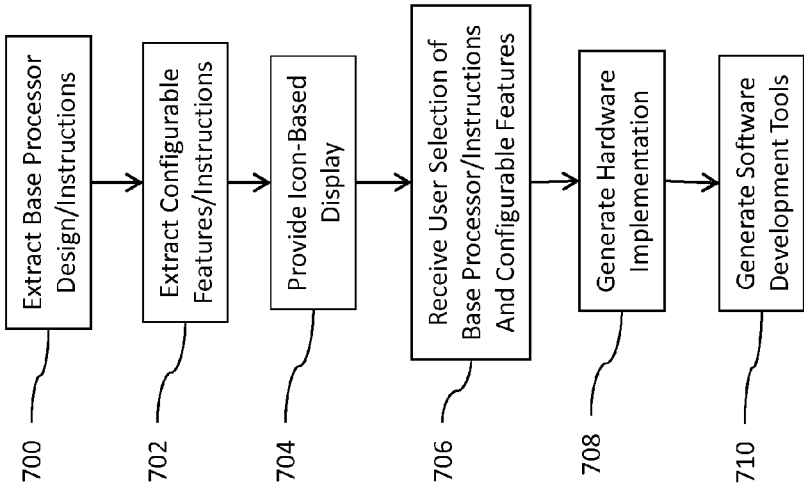 700
Extract Base Processor
Design/Instructions
702
Extract Configurable
Features/Instructions
704
Provide Icon-Based
Display
706
Receive User Selection of
Base Processor/Instructions
And Configurable Features
708
Generate Hardware
Implementation
710
Generate Software
Development Tools